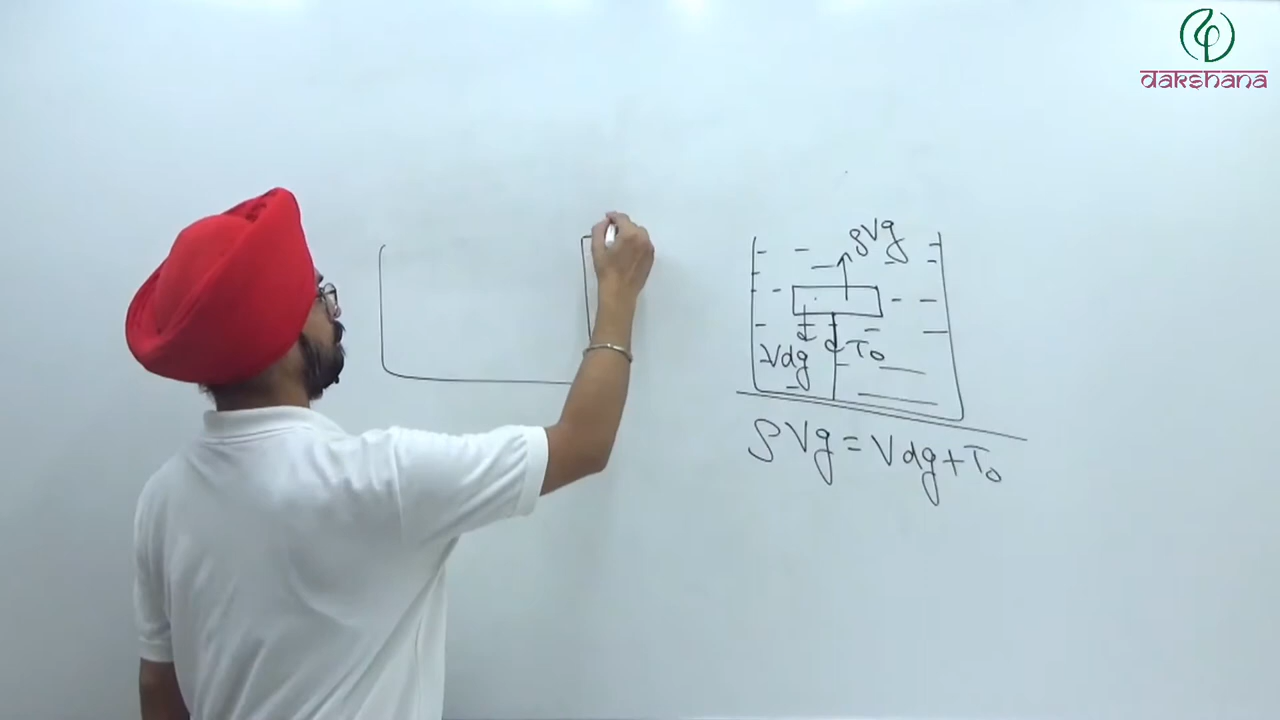 dakshana
ρVg
Vdg
T₀
ρVg = Vdg + T₀